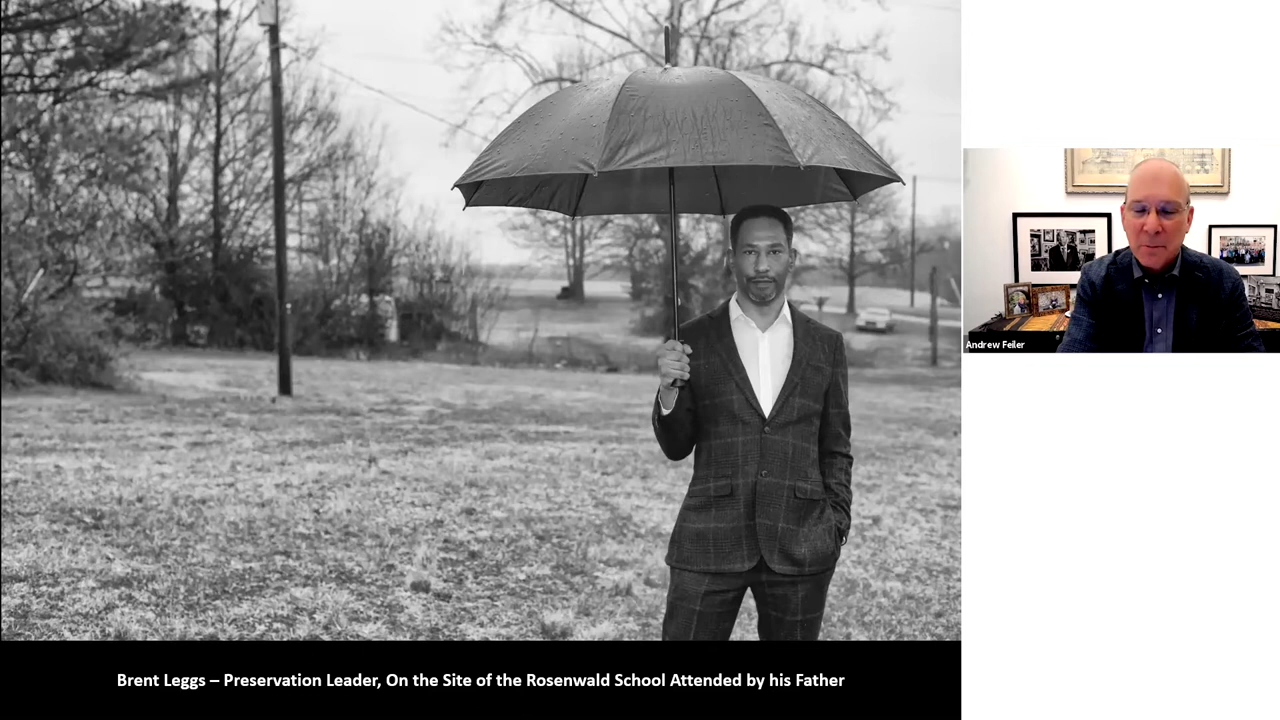 Andrew Feiler
Brent Leggs – Preservation Leader, On the Site of the Rosenwald School Attended by his Father